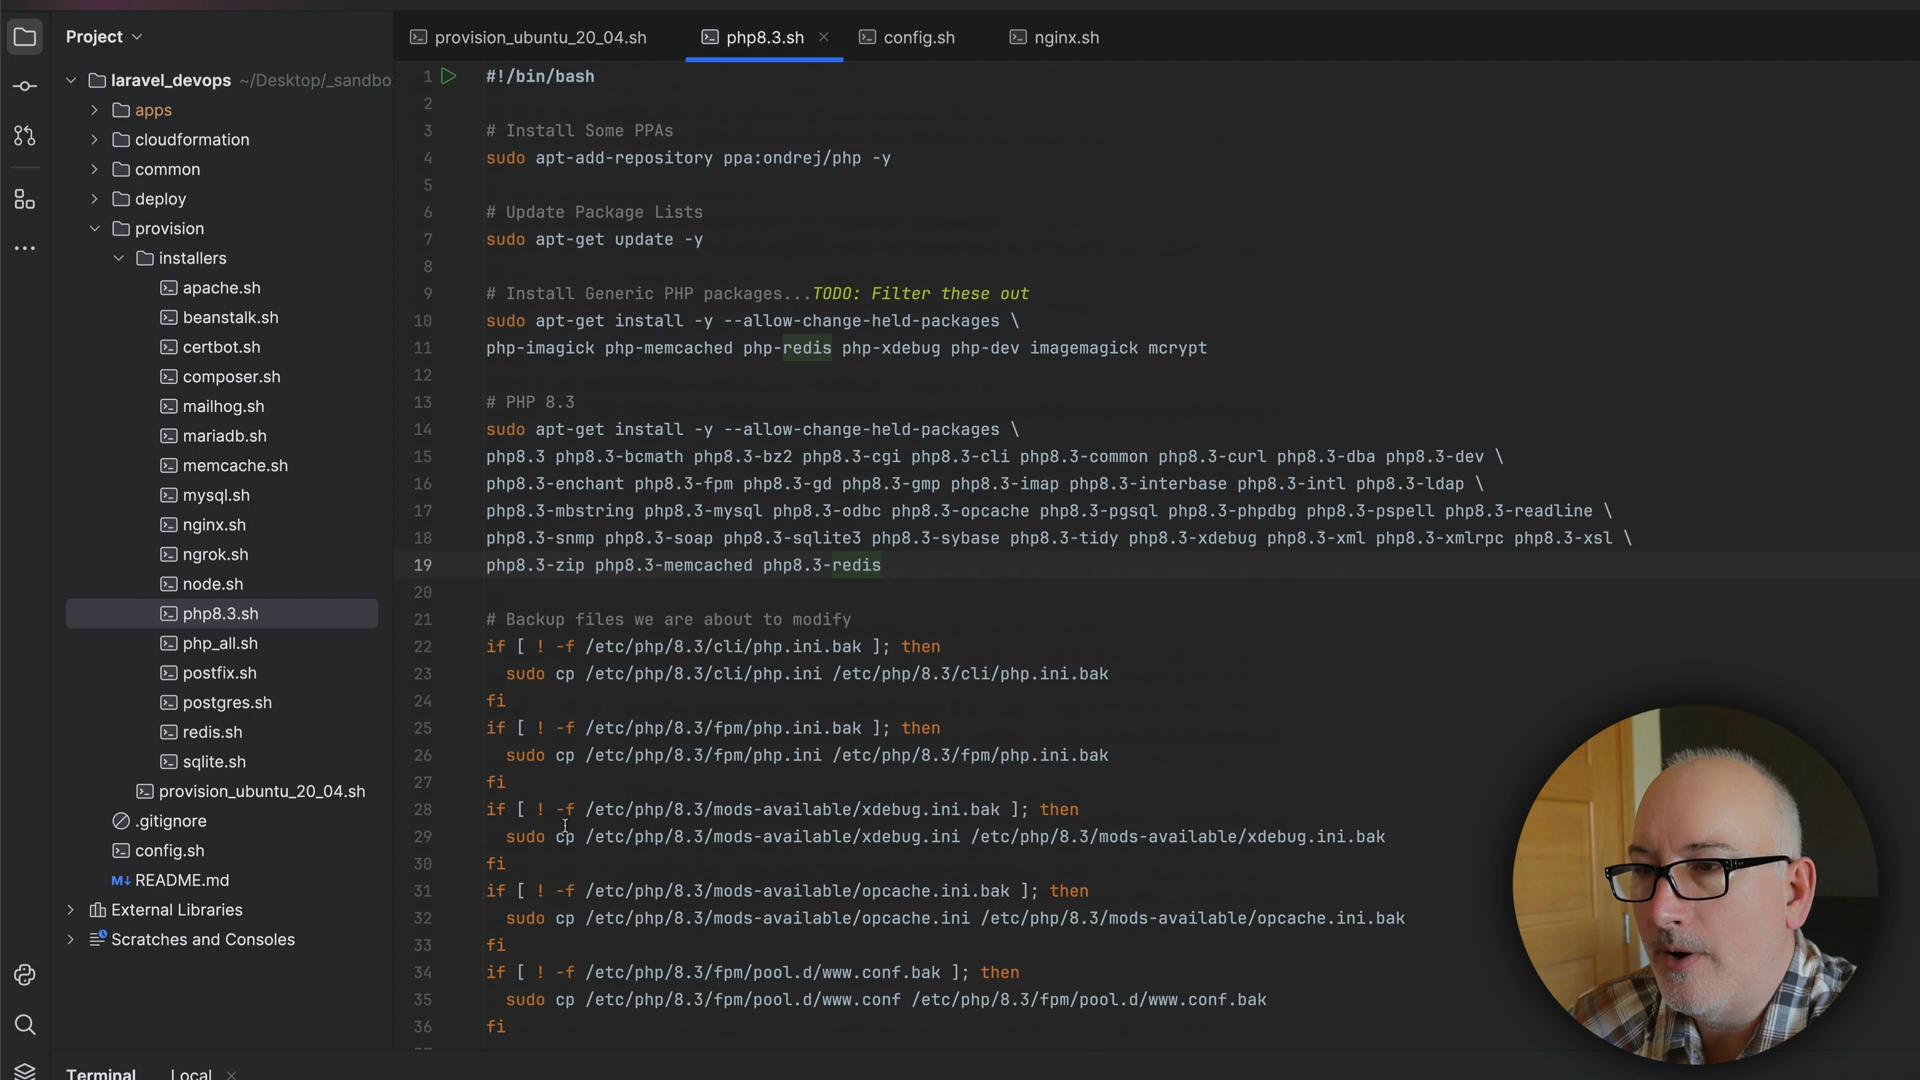 Project
provision_ubuntu_20_04.sh
php8.3.sh
config.sh
nginx.sh
laravel_devops ~/Desktop/_sandbo
apps
cloudformation
common
deploy
provision
installers
apache.sh
beanstalk.sh
certbot.sh
composer.sh
mailhog.sh
mariadb.sh
memcache.sh
mysql.sh
nginx.sh
ngrok.sh
node.sh
php8.3.sh
php_all.sh
postfix.sh
postgres.sh
redis.sh
sqlite.sh
provision_ubuntu_20_04.sh
.gitignore
config.sh
M↓ README.md
External Libraries
Scratches and Consoles
1 #!/bin/bash
2
3 # Install Some PPAs
4 sudo apt-add-repository ppa:ondrej/php -y
5
6 # Update Package Lists
7 sudo apt-get update -y
8
9 # Install Generic PHP packages...TODO: Filter these out
10 sudo apt-get install -y --allow-change-held-packages \
11 php-imagick php-memcached php-redis php-xdebug php-dev imagemagick mcrypt
12
13 # PHP 8.3
14 sudo apt-get install -y --allow-change-held-packages \
15 php8.3 php8.3-bcmath php8.3-bz2 php8.3-cgi php8.3-cli php8.3-common php8.3-curl php8.3-dba php8.3-dev \
16 php8.3-enchant php8.3-fpm php8.3-gd php8.3-gmp php8.3-imap php8.3-interbase php8.3-intl php8.3-ldap \
17 php8.3-mbstring php8.3-mysql php8.3-odbc php8.3-opcache php8.3-pgsql php8.3-phpdbg php8.3-pspell php8.3-readline \
18 php8.3-snmp php8.3-soap php8.3-sqlite3 php8.3-sybase php8.3-tidy php8.3-xdebug php8.3-xml php8.3-xmlrpc php8.3-xsl \
19 php8.3-zip php8.3-memcached php8.3-redis
20
21 # Backup files we are about to modify
22 if [ ! -f /etc/php/8.3/cli/php.ini.bak ]; then
23 sudo cp /etc/php/8.3/cli/php.ini /etc/php/8.3/cli/php.ini.bak
24 fi
25 if [ ! -f /etc/php/8.3/fpm/php.ini.bak ]; then
26 sudo cp /etc/php/8.3/fpm/php.ini /etc/php/8.3/fpm/php.ini.bak
27 fi
28 if [ ! -f /etc/php/8.3/mods-available/xdebug.ini.bak ]; then
29 sudo cp /etc/php/8.3/mods-available/xdebug.ini /etc/php/8.3/mods-available/xdebug.ini.bak
30 fi
31 if [ ! -f /etc/php/8.3/mods-available/opcache.ini.bak ]; then
32 sudo cp /etc/php/8.3/mods-available/opcache.ini /etc/php/8.3/mods-available/opcache.ini.bak
33 fi
34 if [ ! -f /etc/php/8.3/fpm/pool.d/www.conf.bak ]; then
35 sudo cp /etc/php/8.3/fpm/pool.d/www.conf /etc/php/8.3/fpm/pool.d/www.conf.bak
36 fi
Terminal Local